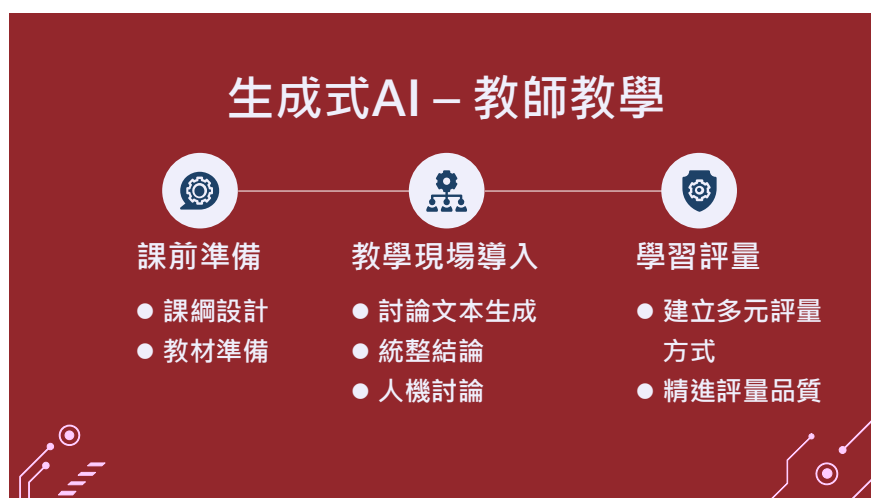 生成式AI – 教師教學
課前準備
● 課綱設計
● 教材準備
教學現場導入
● 討論文本生成
● 統整結論
● 人機討論
學習評量
● 建立多元評量
方式
● 精進評量品質